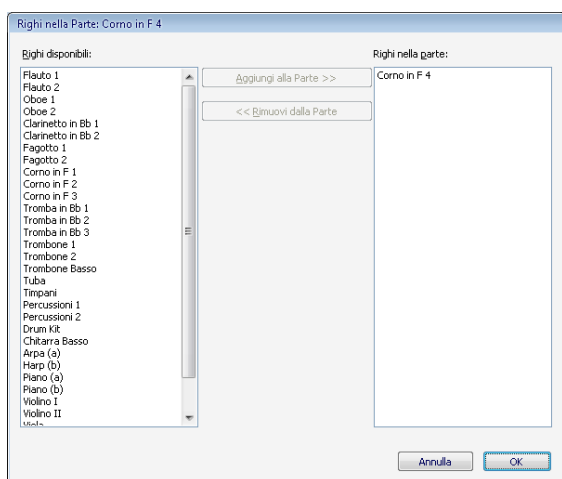 Righi nella Parte: Corno in F 4
Righi disponibili:
Righi nella parte:
Flauto 1
Flauto 2
Oboe 1
Oboe 2
Clarinetto in Bb 1
Clarinetto in Bb 2
Fagotto 1
Fagotto 2
Corno in F 1
Corno in F 2
Corno in F 3
Tromba in Bb 1
Tromba in Bb 2
Tromba in Bb 3
Trombone 1
Trombone 2
Trombone Basso
Tuba
Timpani
Percussioni 1
Percussioni 2
Drum Kit
Chitarra Basso
Arpa (a)
Harp (b)
Piano (a)
Piano (b)
Violino I
Violino II
Viola
Aggiungi alla Parte >>
<< Rimuovi dalla Parte
Corno in F 4
Annulla
OK